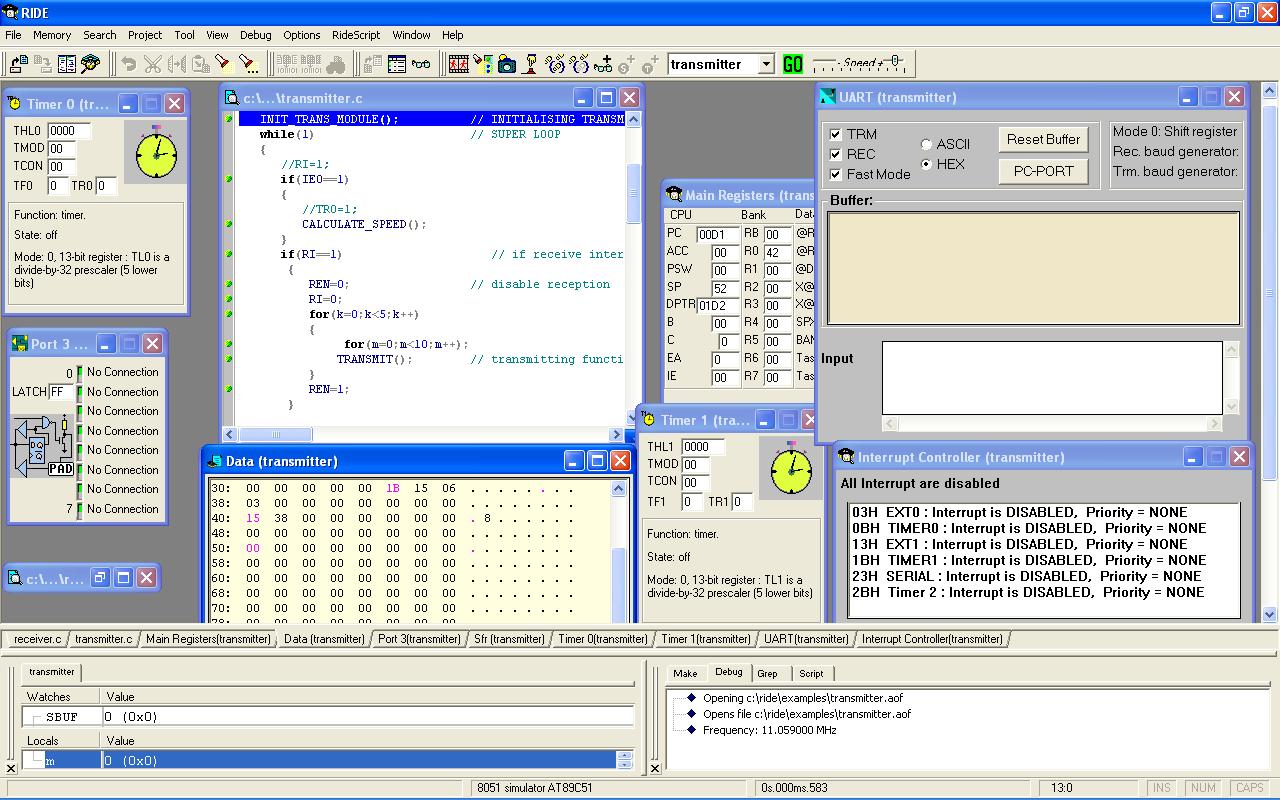 RIDE
File Memory Search Project Tool View Debug Options RideScript Window Help
transmitter GO Speed +
Timer 0 (tr...
THL0 0000
TMOD 00
TCON 00
TF0 0 TR0 0
Function: timer.
State: off
Mode: 0, 13-bit register : TL0 is a
divide-by-32 prescaler (5 lower
bits)
Port 3 ...
0 No Connection
LATCH FF No Connection
No Connection
No Connection
No Connection
No Connection
PAD No Connection
7 No Connection
c:\...\r...
c:\...\transmitter.c
INIT_TRANS_MODULE(); // INITIALISING TRANSM
while(1) // SUPER LOOP
{
//RI=1;
if(IE0==1)
{
//TR0=1;
CALCULATE_SPEED();
}
if(RI==1) // if receive inter
{
REN=0; // disable reception
RI=0;
for(k=0;k<5;k++)
{
for(m=0;m<10;m++);
TRANSMIT(); // transmitting functi
}
REN=1;
}
Data (transmitter)
30: 00 00 00 00 00 1B 15 06 . . . . . . . .
38: 03 00 00 00 00 00 00 00 . . . . . . . .
40: 15 38 00 00 00 00 00 00 . 8 . . . . . .
48: 00 00 00 00 00 00 00 00 . . . . . . . .
50: 00 00 00 00 00 00 00 00 . . . . . . . .
58: 00 00 00 00 00 00 00 00 . . . . . . . .
60: 00 00 00 00 00 00 00 00 . . . . . . . .
68: 00 00 00 00 00 00 00 00 . . . . . . . .
70: 00 00 00 00 00 00 00 00 . . . . . . . .
78: 00 00 00 00 00 00 00 00
Main Registers (trans
CPU Bank Dat
PC 00D1 RB 00 @R
ACC 00 R0 42 @R
PSW 00 R1 00 @D
SP 52 R2 00 X@
DPTR 01D2 R3 00 X@
B 00 R4 00 SP
C 0 R5 00 BAN
EA 0 R6 00 Tas
IE 00 R7 00 Tas
Timer 1 (tra...
THL1 0000
TMOD 00
TCON 00
TF1 0 TR1 0
Function: timer.
State: off
Mode: 0, 13-bit register : TL1 is a
divide-by-32 prescaler (5 lower bits)
UART (transmitter)
TRM
REC
Fast Mode
ASCII
HEX
Reset Buffer
PC-PORT
Mode 0: Shift register
Rec. baud generator:
Trm. baud generator:
Buffer:
Input
Interrupt Controller (transmitter)
All Interrupt are disabled
03H EXT0 : Interrupt is DISABLED, Priority = NONE
0BH TIMER0 : Interrupt is DISABLED, Priority = NONE
13H EXT1 : Interrupt is DISABLED, Priority = NONE
1BH TIMER1 : Interrupt is DISABLED, Priority = NONE
23H SERIAL : Interrupt is DISABLED, Priority = NONE
2BH Timer 2 : Interrupt is DISABLED, Priority = NONE
receiver.c transmitter.c Main Registers(transmitter) Data (transmitter) Port 3(transmitter) Sfr (transmitter) Timer 0(transmitter) Timer 1(transmitter) UART(transmitter) Interrupt Controller(transmitter)
transmitter
Watches Value
SBUF 0 (0x0)
Locals Value
m 0 (0x0)
Make Debug Grep Script
Opening c:\ride\examples\transmitter.aof
Opens file c:\ride\examples\transmitter.aof
Frequency: 11.059000 MHz
8051 simulator AT89C51 0s.000ms.583 13:0 INS NUM CAPS